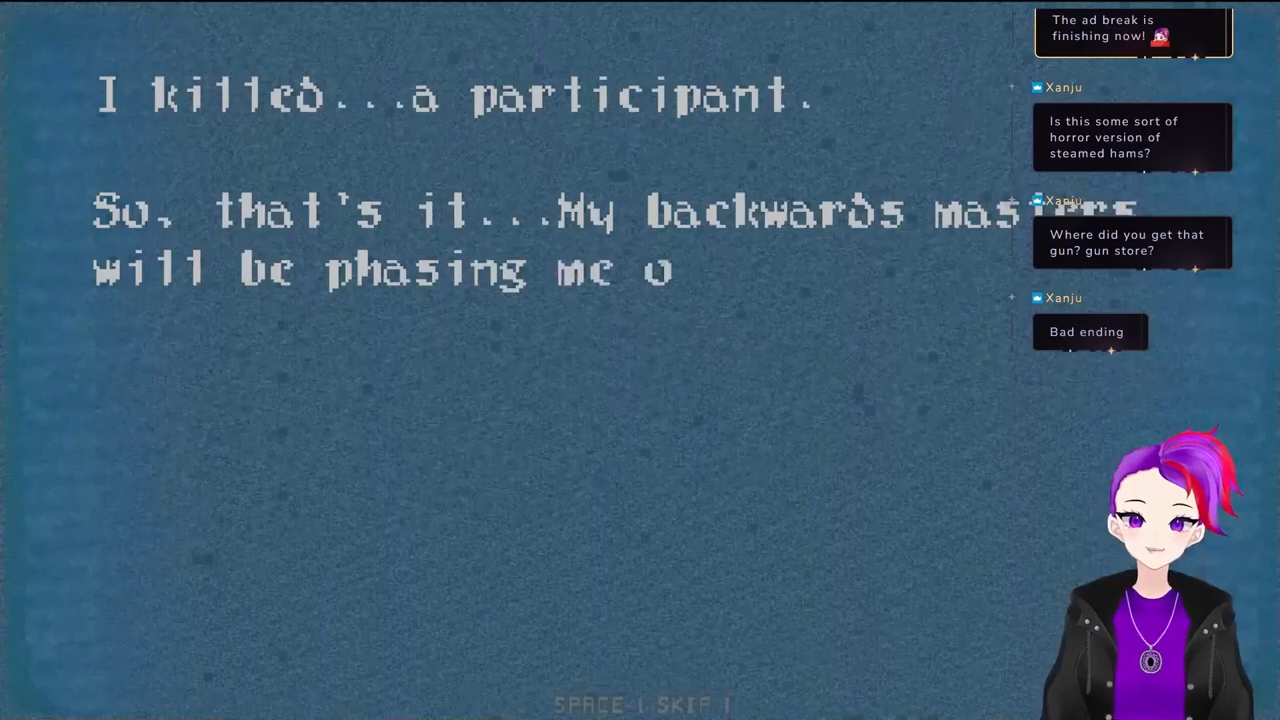 I killed...a participant.
So, that's it...My backwards masters
will be phasing me o
SPACE [ SKIP ]
The ad break is
finishing now!
Xanju
Is this some sort of
horror version of
steamed hams?
Xanju
Where did you get that
gun? gun store?
Xanju
Bad ending